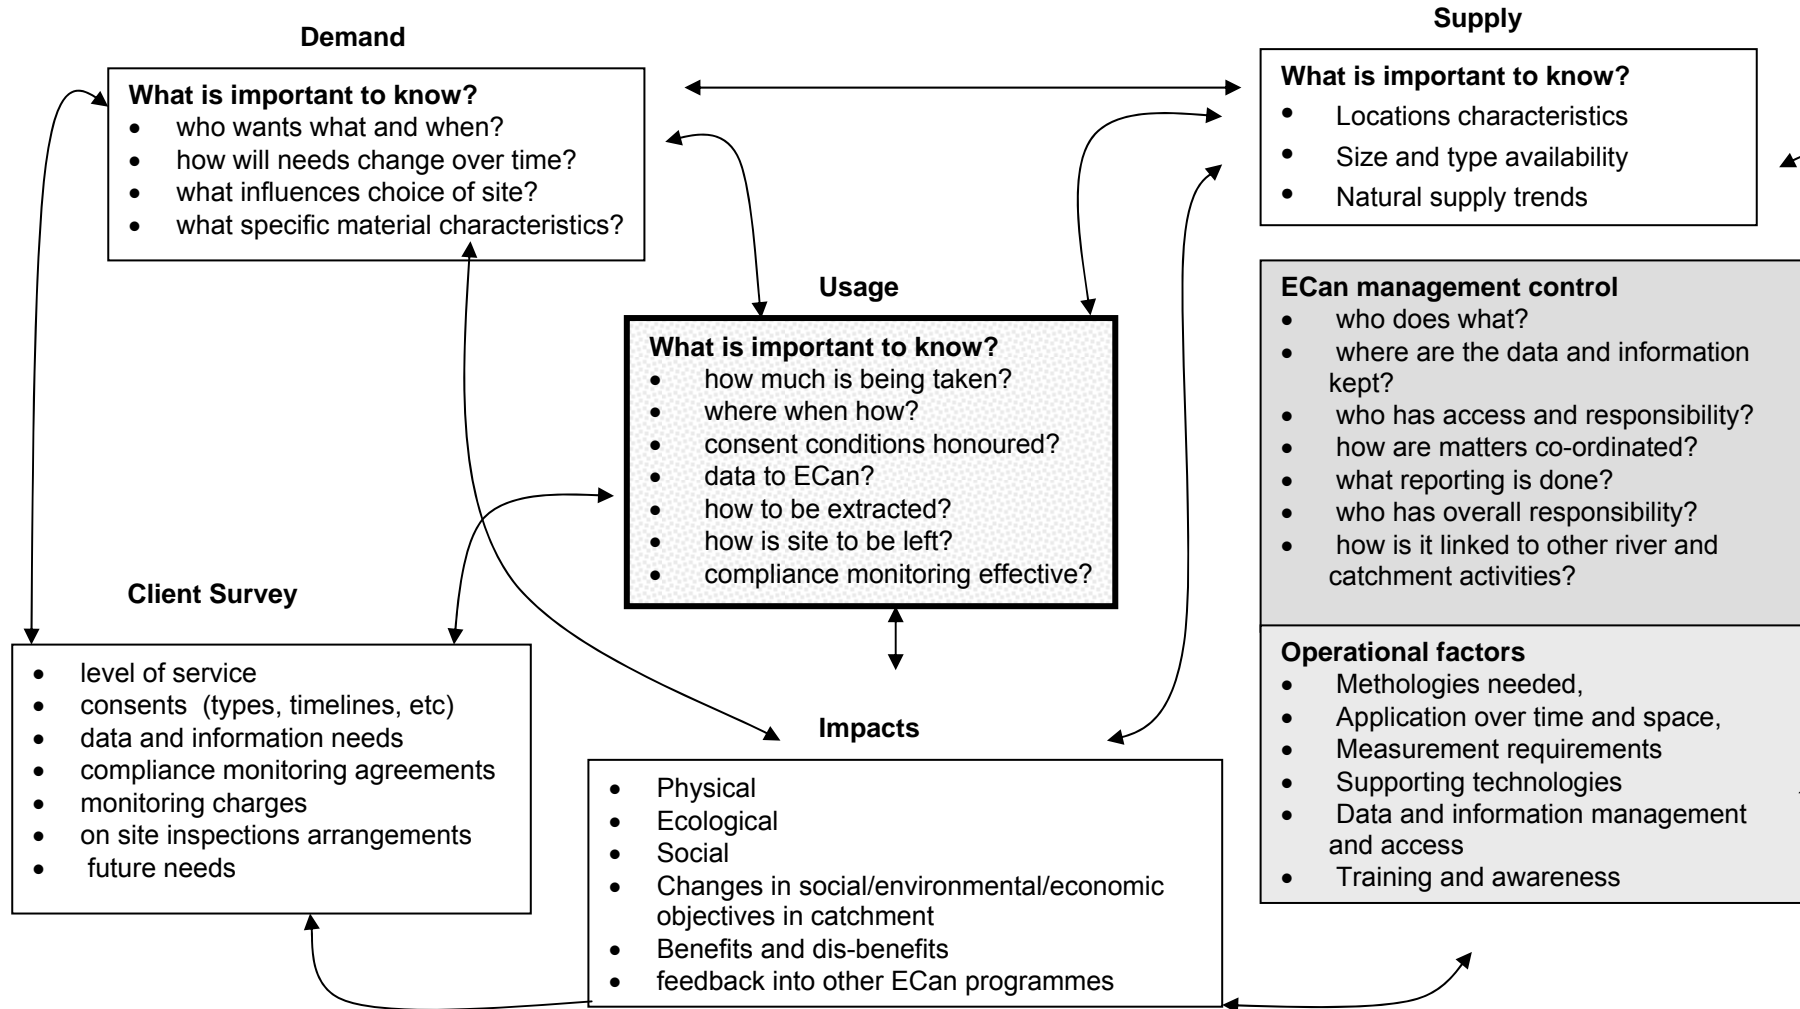 Demand
What is important to know?
• who wants what and when?
• how will needs change over time?
• what influences choice of site?
• what specific material characteristics?
Supply
What is important to know?
• Locations characteristics
• Size and type availability
• Natural supply trends
Usage
What is important to know?
• how much is being taken?
• where when how?
• consent conditions honoured?
• data to ECan?
• how to be extracted?
• how is site to be left?
• compliance monitoring effective?
ECan management control
• who does what?
• where are the data and information
kept?
• who has access and responsibility?
• how are matters co-ordinated?
• what reporting is done?
• who has overall responsibility?
• how is it linked to other river and
catchment activities?
Client Survey
• level of service
• consents (types, timelines, etc)
• data and information needs
• compliance monitoring agreements
• monitoring charges
• on site inspections arrangements
• future needs
Impacts
• Physical
• Ecological
• Social
• Changes in social/environmental/economic
objectives in catchment
• Benefits and dis-benefits
• feedback into other ECan programmes
Operational factors
• Methologies needed,
• Application over time and space,
• Measurement requirements
• Supporting technologies
• Data and information management
and access
• Training and awareness